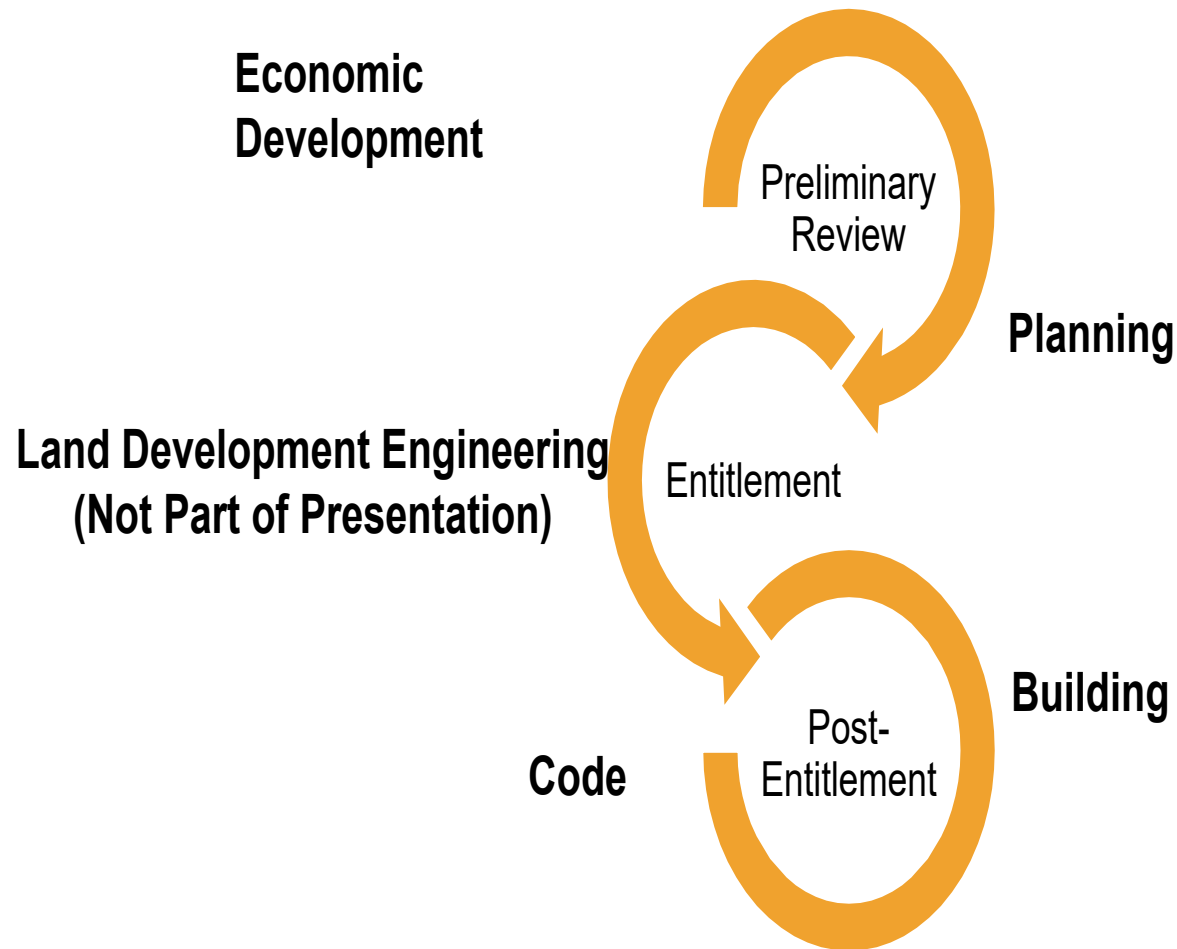 Economic
Development
Preliminary
Review
Planning
Land Development Engineering
(Not Part of Presentation)
Entitlement
Building
Post-
Entitlement
Code